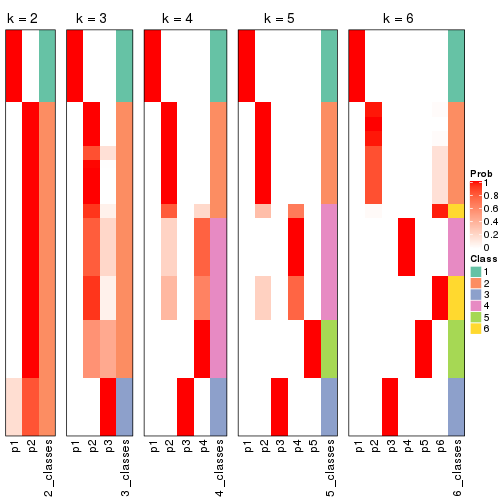 k = 2
k = 3
k = 4
k = 5
k = 6
p1
p2
2_classes
p1
p2
p3
3_classes
p1
p2
p3
p4
4_classes
p1
p2
p3
p4
p5
5_classes
p1
p2
p3
p4
p5
p6
6_classes
Prob
1
0.8
0.6
0.4
0.2
0
Class
1
2
3
4
5
6